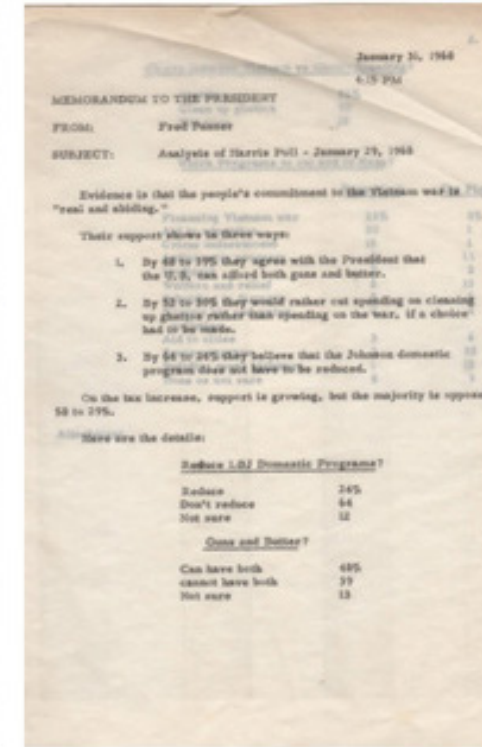 January 30, 1968
6:15 PM
MEMORANDUM TO THE PRESIDENT
FROM: Fred Panzer
SUBJECT: Analysis of Harris Poll - January 29, 1968
Evidence is that the people's commitment to the Vietnam war is
"real and abiding."
Their support shows in three ways:
1. By 48 to 39% they agree with the President that
the U.S. can afford both guns and butter.
2. By 52 to 30% they would rather cut spending on cleaning
up ghettos rather than spending on the war, if a choice
had to be made.
3. By 64 to 24% they believe that the Johnson domestic
program does not have to be reduced.
On the tax increase, support is growing, but the majority is oppose
58 to 29%.
Here are the details:
Reduce LBJ Domestic Programs?
Reduce 24%
Don't reduce 64
Not sure 12
Guns and Butter?
Can have both 48%
cannot have both 39
Not sure 13